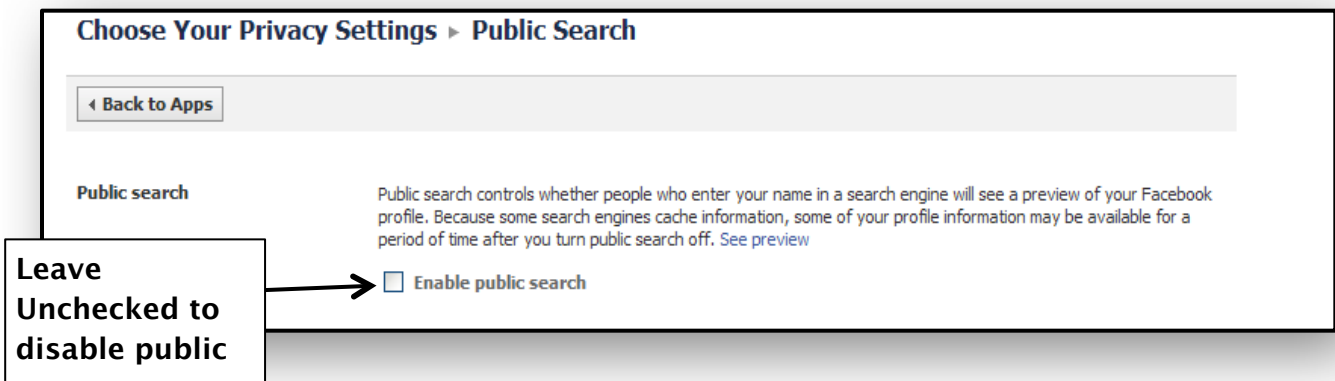 Choose Your Privacy Settings ▸ Public Search
◂ Back to Apps
Public search
Public search controls whether people who enter your name in a search engine will see a preview of your Facebook
profile. Because some search engines cache information, some of your profile information may be available for a
period of time after you turn public search off. See preview
Enable public search
Leave
Unchecked to
disable public